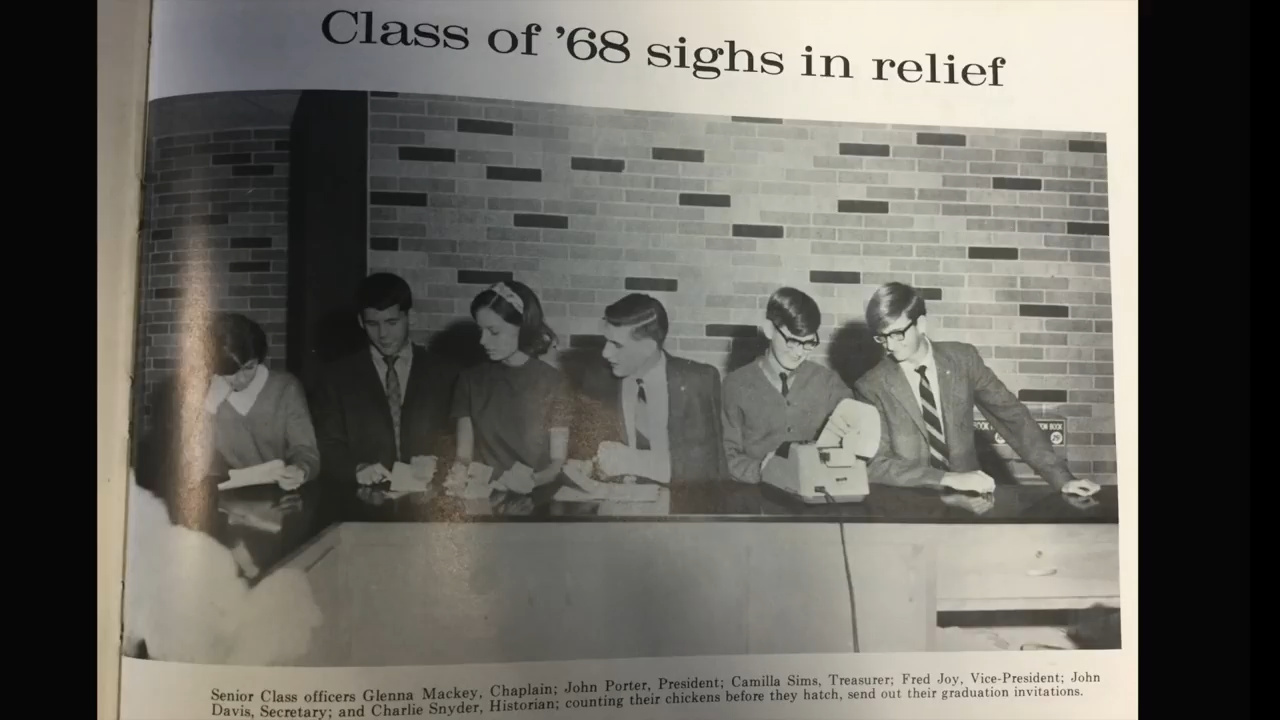 Class of '68 sighs in relief
Senior Class officers Glenna Mackey, Chaplain; John Porter, President; Camilla Sims, Treasurer; Fred Joy, Vice-President; John
Davis, Secretary; and Charlie Snyder, Historian; counting their chickens before they hatch, send out their graduation invitations.